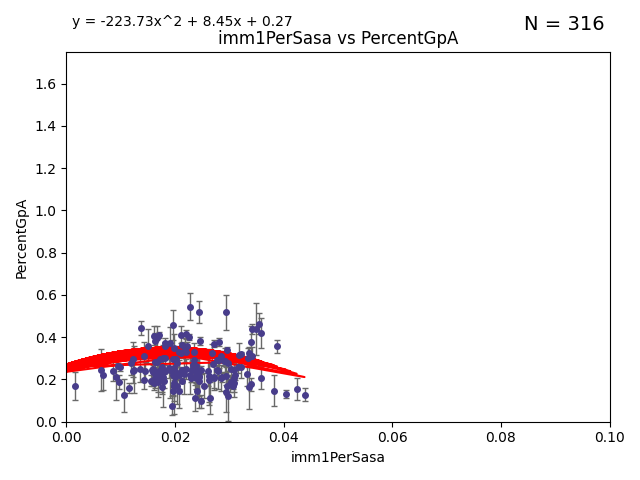 y = -223.73x^2 + 8.45x + 0.27
N = 316
imm1PerSasa vs PercentGpA
PercentGpA
1.6
1.4
1.2
1.0
0.8
0.6
0.4
0.2
0.0
0.00 0.02 0.04 0.06 0.08 0.10
imm1PerSasa